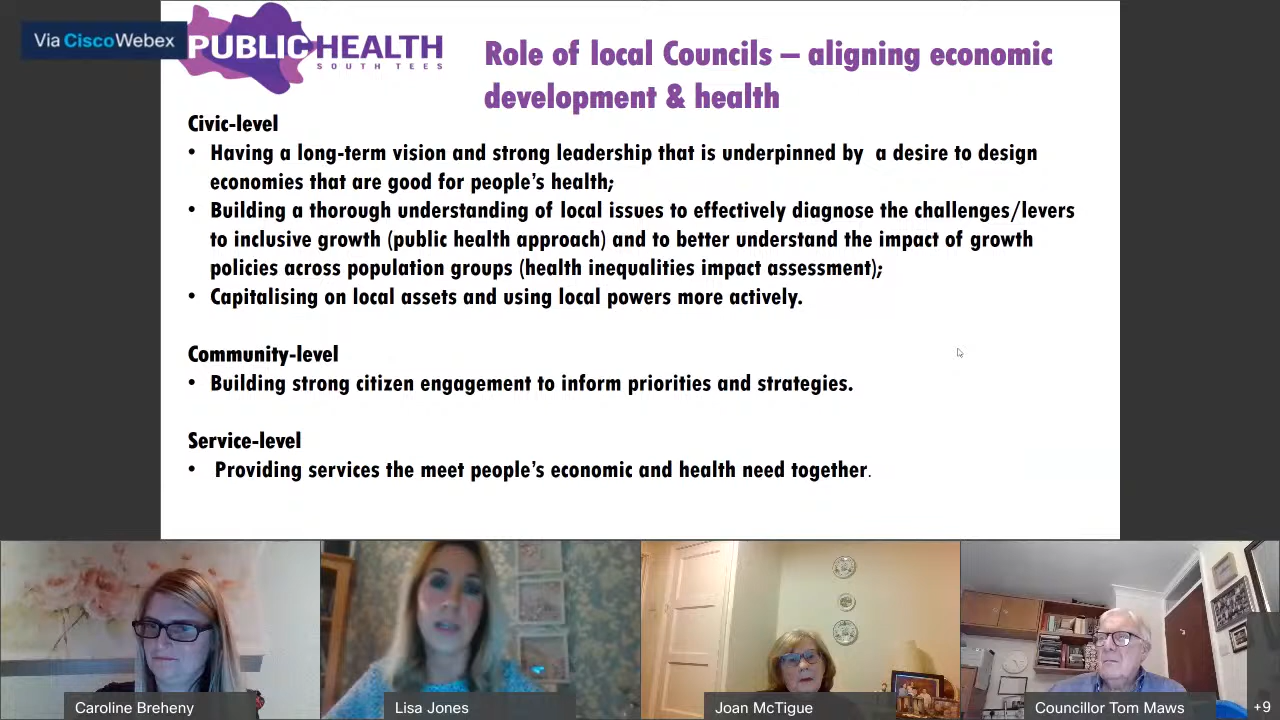 Via Cisco Webex
PUBLIC HEALTH
SOUTH TEES
Role of local Councils – aligning economic
development & health
Civic-level
• Having a long-term vision and strong leadership that is underpinned by a desire to design
economies that are good for people's health;
• Building a thorough understanding of local issues to effectively diagnose the challenges/levers
to inclusive growth (public health approach) and to better understand the impact of growth
policies across population groups (health inequalities impact assessment);
• Capitalising on local assets and using local powers more actively.
Community-level
• Building strong citizen engagement to inform priorities and strategies.
Service-level
• Providing services the meet people's economic and health need together.
Caroline Breheny
Lisa Jones
Joan McTigue
Councillor Tom Maws
+9